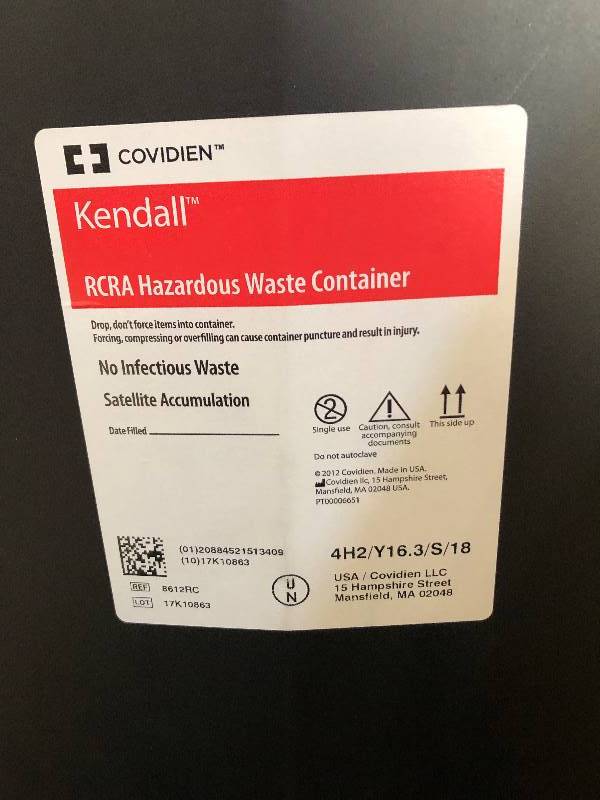 COVIDIEN™
Kendall™
RCRA Hazardous Waste Container
Drop, don't force items into container.
Forcing, compressing or overfilling can cause container puncture and result in injury.
No Infectious Waste
Satellite Accumulation
Date Filled
2
Single use
Caution, consult
accompanying
documents
This side up
Do not autoclave
© 2012 Covidien. Made in USA.
Covidien llc, 15 Hampshire Street,
Mansfield, MA 02048 USA.
PT00006651
(01)20884521513409
(10)17K10863
REF 8612RC
LOT 17K10863
UN
4H2/Y16.3/S/18
USA / Covidien LLC
15 Hampshire Street
Mansfield, MA 02048